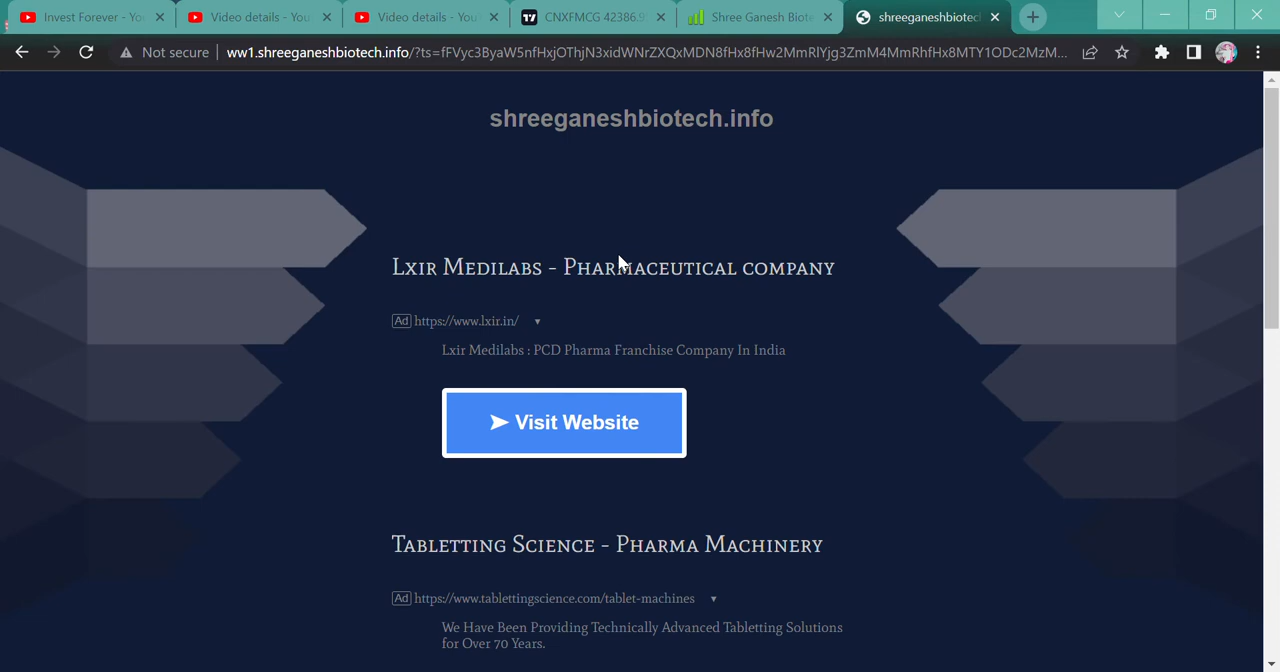 Invest Forever - You
Video details - You
Video details - You
CNXFMCG 42386.9
Shree Ganesh Biote
shreeganeshbiotec
Not secure
ww1.shreeganeshbiotech.info/?ts=
shreeganeshbiotech.info
Lxir Medilabs - Pharmaceutical company
Ad https://www.lxir.in/
Lxir Medilabs : PCD Pharma Franchise Company In India
Visit Website
Tabletting Science - Pharma Machinery
Ad https://www.tablettingscience.com/tablet-machines
We Have Been Providing Technically Advanced Tabletting Solutions
for Over 70 Years.